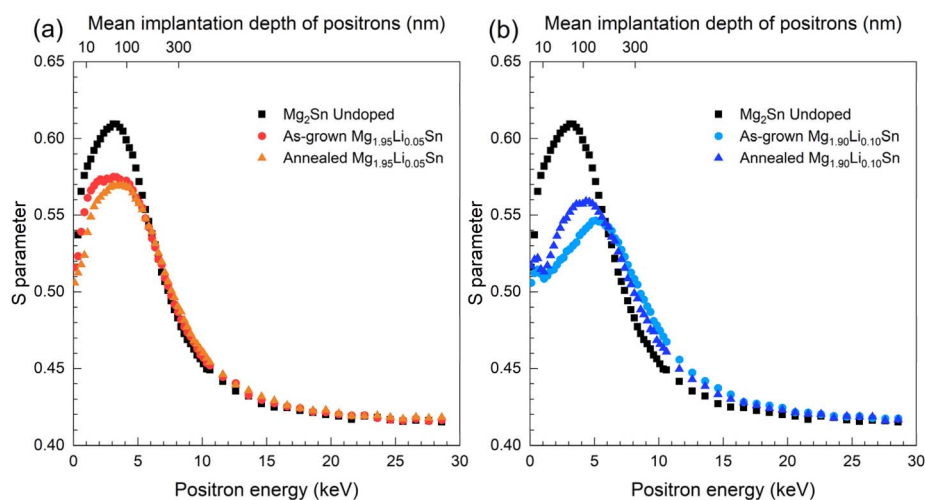 (a)
Mean implantation depth of positrons (nm)
10 100 300
0.65
0.60
0.55
0.50
0.45
0.40
S parameter
Mg₂Sn Undoped
As-grown Mg₁.₉₅Li₀.₀₅Sn
Annealed Mg₁.₉₅Li₀.₀₅Sn
0 5 10 15 20 25 30
Positron energy (keV)
(b)
Mean implantation depth of positrons (nm)
10 100 300
0.65
0.60
0.55
0.50
0.45
0.40
S parameter
Mg₂Sn Undoped
As-grown Mg₁.₉₀Li₀.₁₀Sn
Annealed Mg₁.₉₀Li₀.₁₀Sn
0 5 10 15 20 25 30
Positron energy (keV)